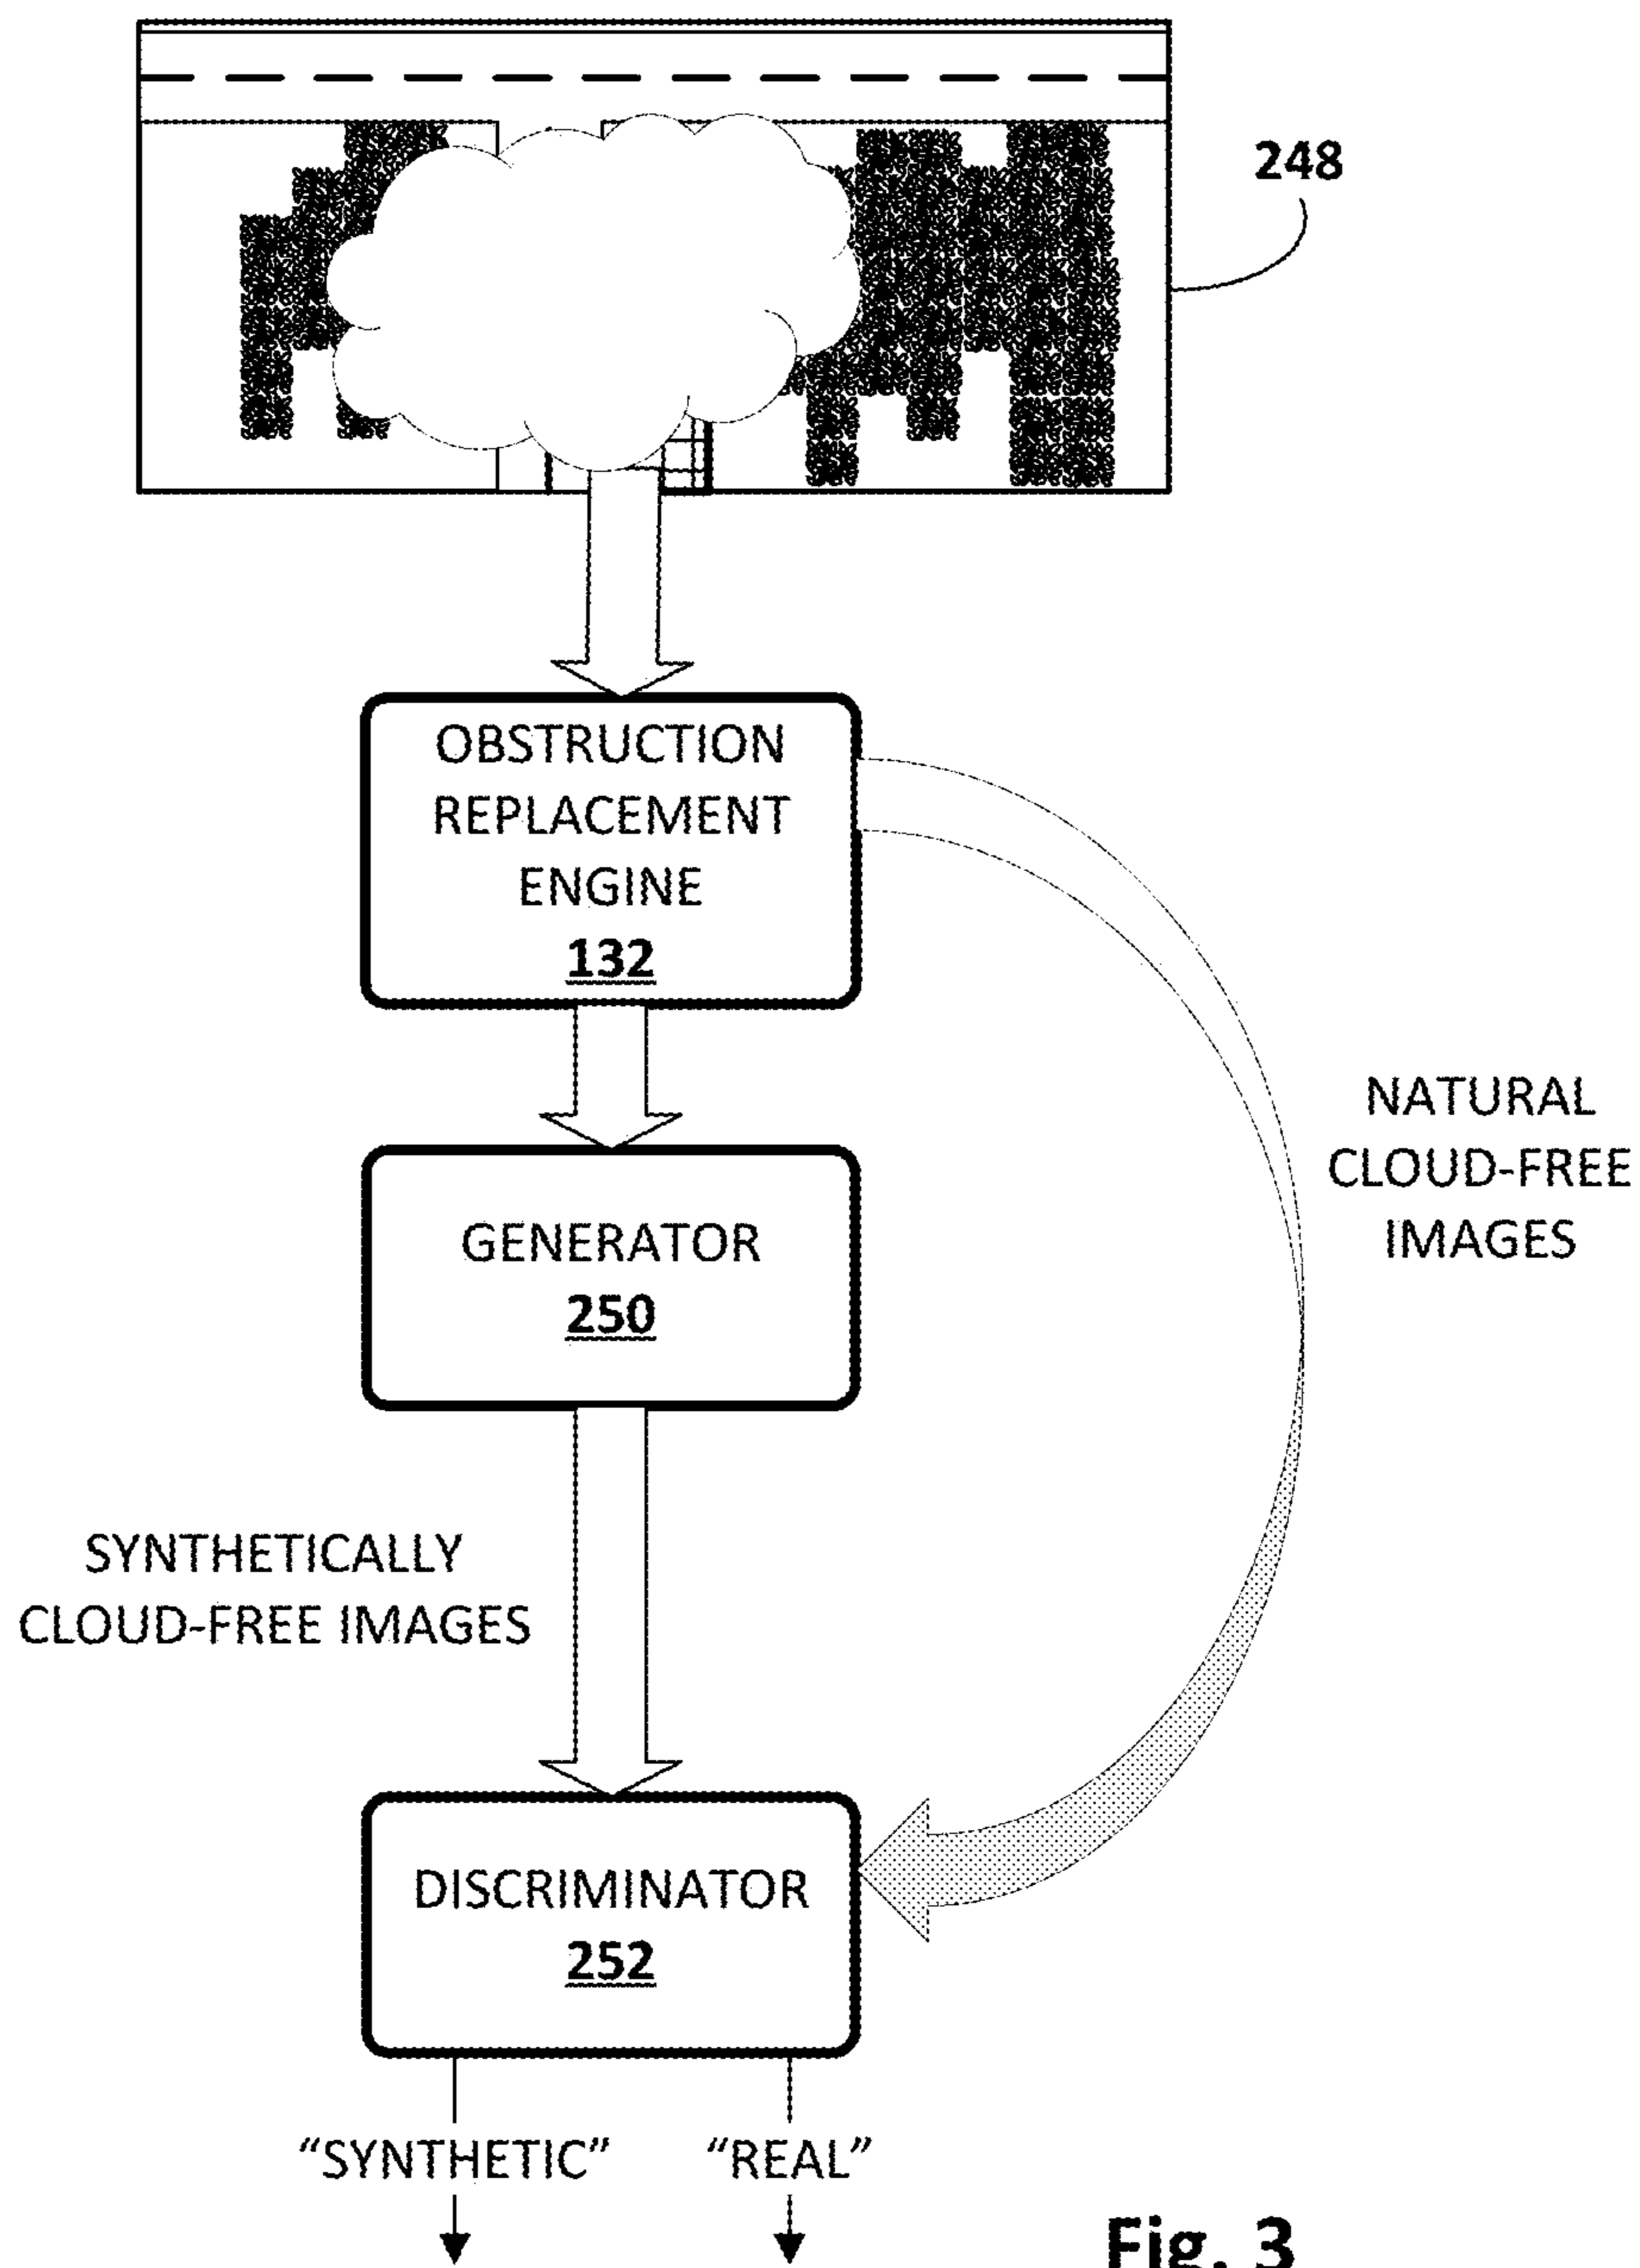 248
OBSTRUCTION
REPLACEMENT
ENGINE
132
NATURAL
CLOUD-FREE
IMAGES
GENERATOR
250
SYNTHETICALLY
CLOUD-FREE IMAGES
DISCRIMINATOR
252
“SYNTHETIC” “REAL”
Fig. 3